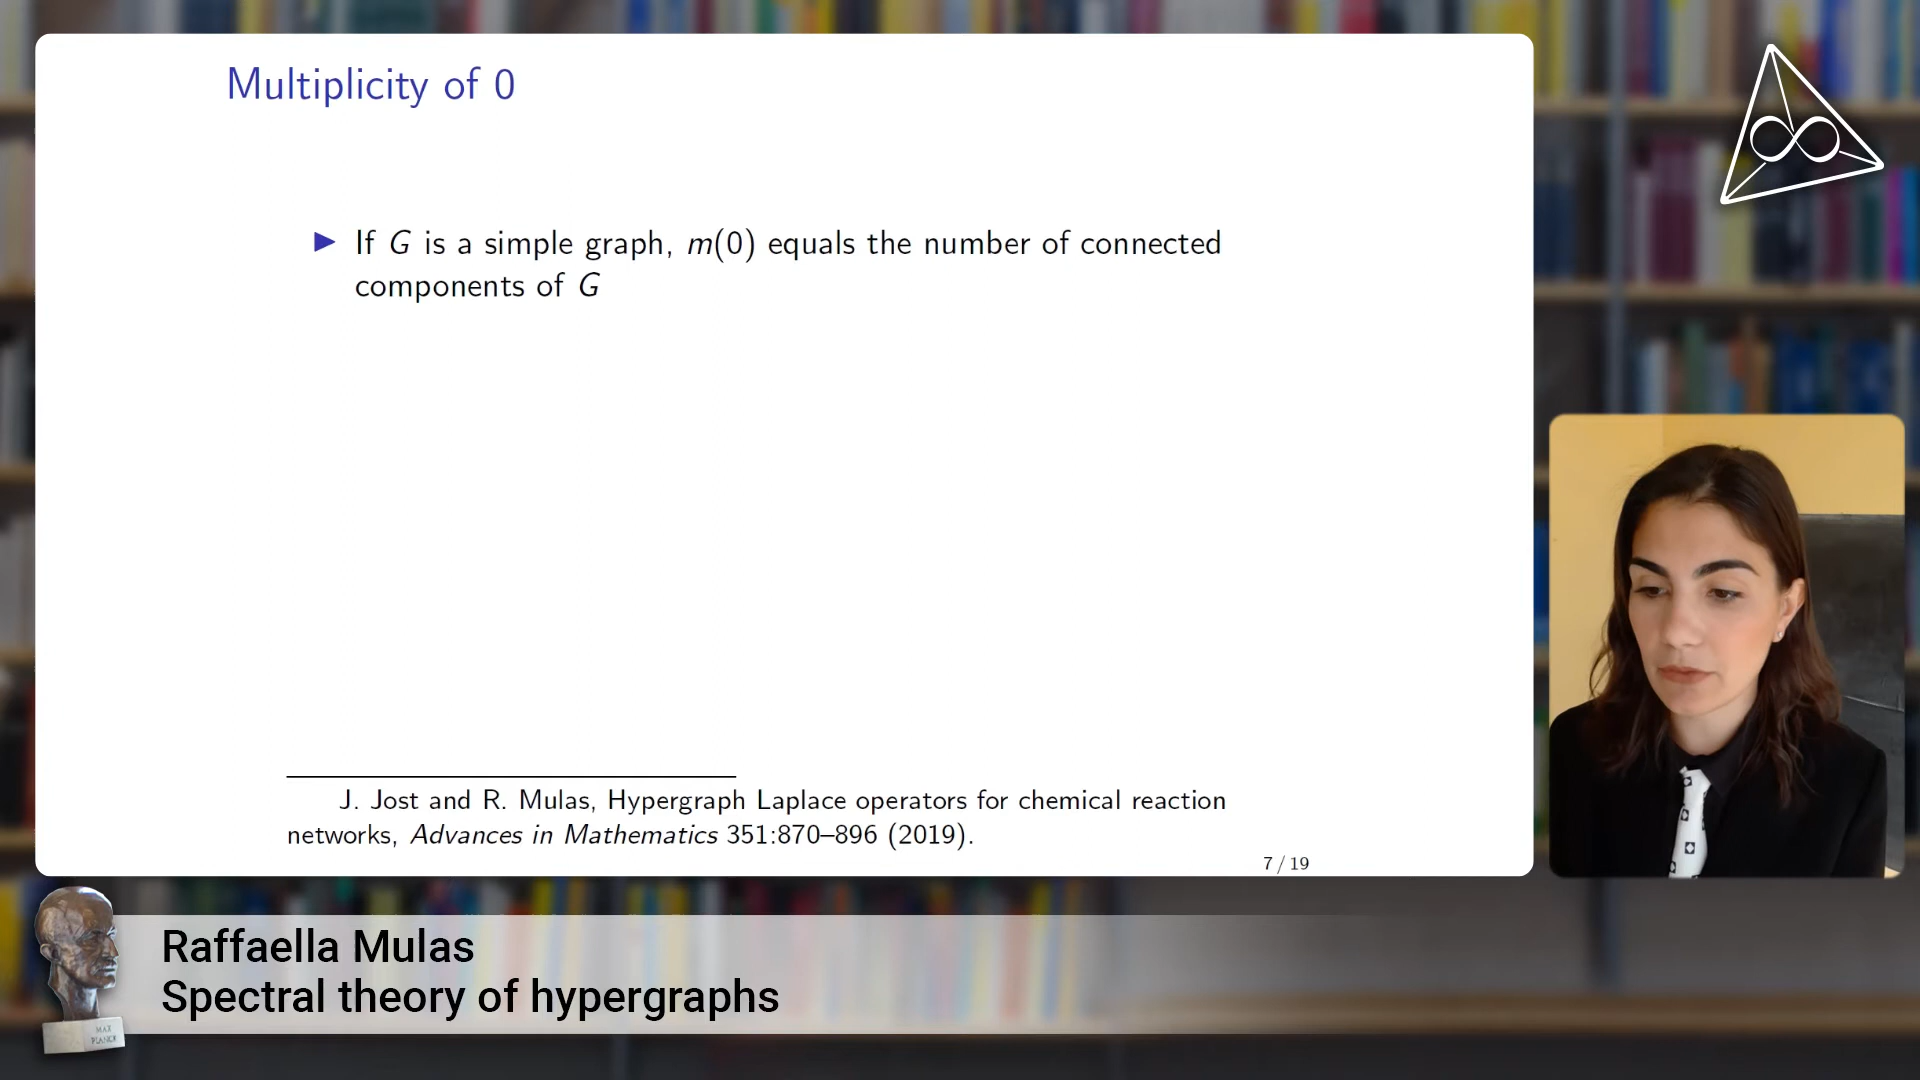 Multiplicity of 0
▶ If G is a simple graph, m(0) equals the number of connected
components of G
J. Jost and R. Mulas, Hypergraph Laplace operators for chemical reaction
networks, Advances in Mathematics 351:870–896 (2019).
7 / 19
Raffaella Mulas
Spectral theory of hypergraphs
MAX
PLANCK